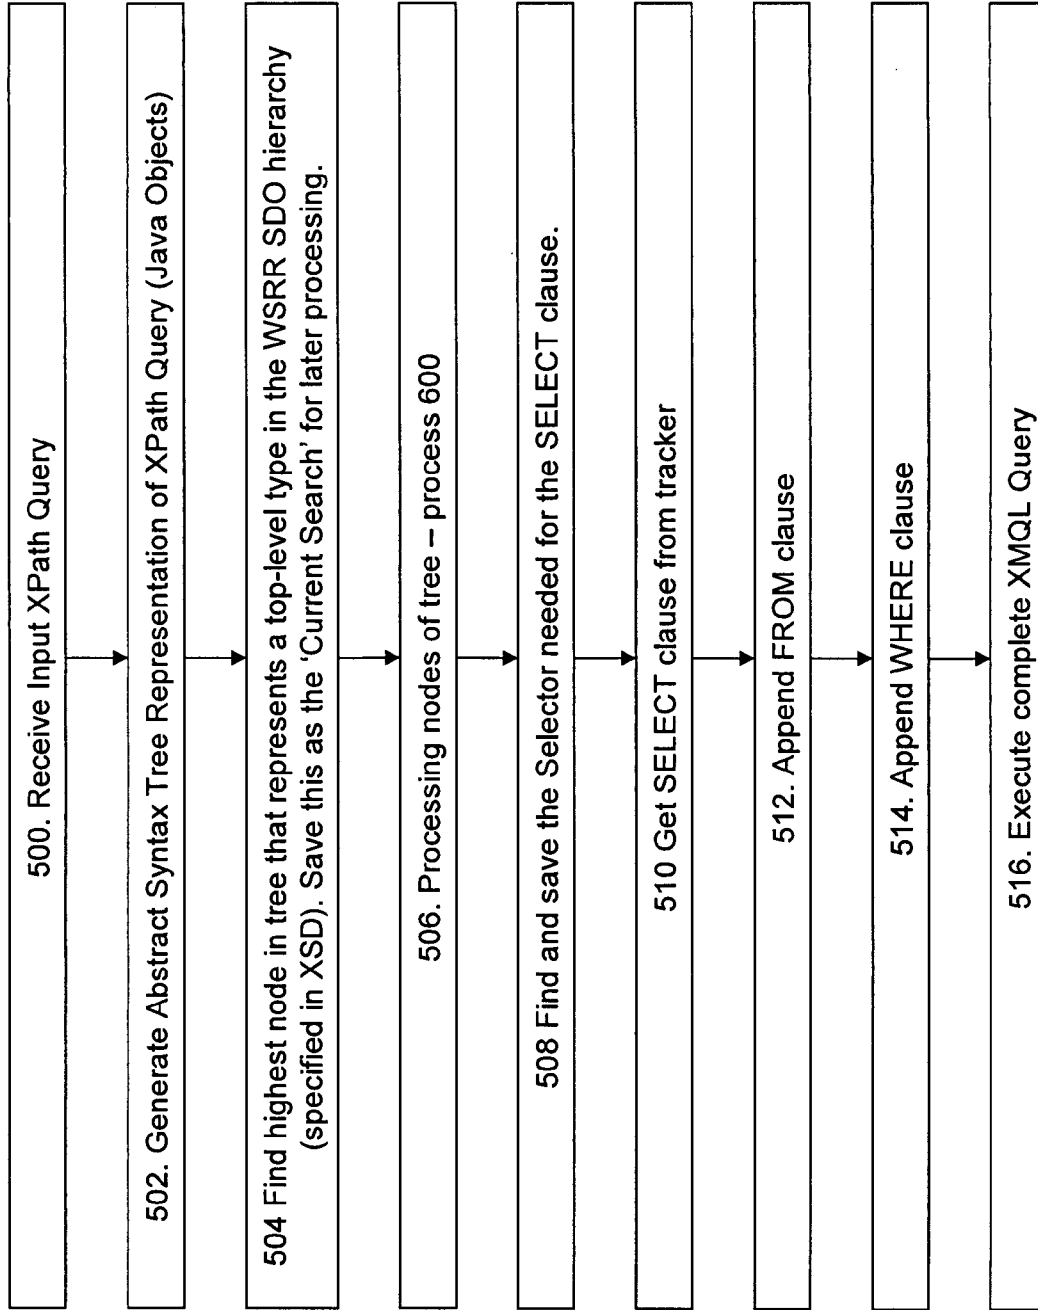 500. Receive Input XPath Query
502. Generate Abstract Syntax Tree Representation of XPath Query (Java Objects)
504 Find highest node in tree that represents a top-level type in the WSRR SDO hierarchy
(specified in XSD). Save this as the 'Current Search' for later processing.
506. Processing nodes of tree – process 600
508 Find and save the Selector needed for the SELECT clause.
510 Get SELECT clause from tracker
512. Append FROM clause
514. Append WHERE clause
516. Execute complete XMQL Query